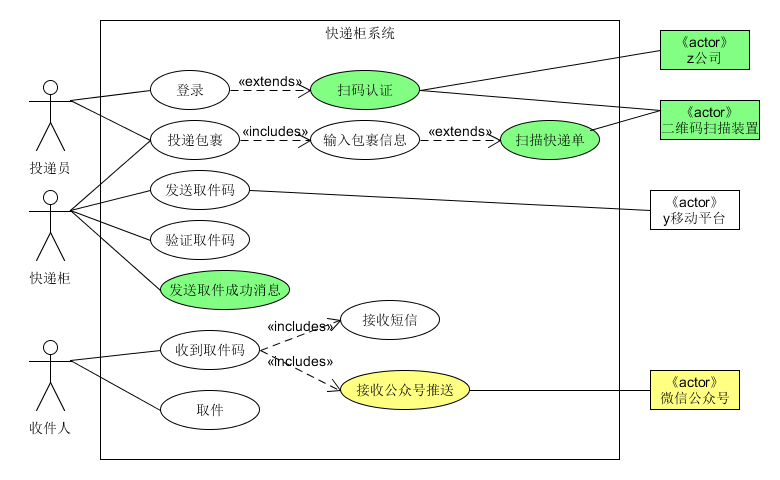 快递柜系统
《actor》
z公司
登录
«extends»
扫码认证
《actor》
二维码扫描装置
投递员
投递包裹
«includes»
输入包裹信息
«extends»
扫描快递单
发送取件码
《actor》
y移动平台
快递柜
验证取件码
发送取件成功消息
接收短信
«includes»
收到取件码
«includes»
接收公众号推送
《actor》
微信公众号
收件人
取件